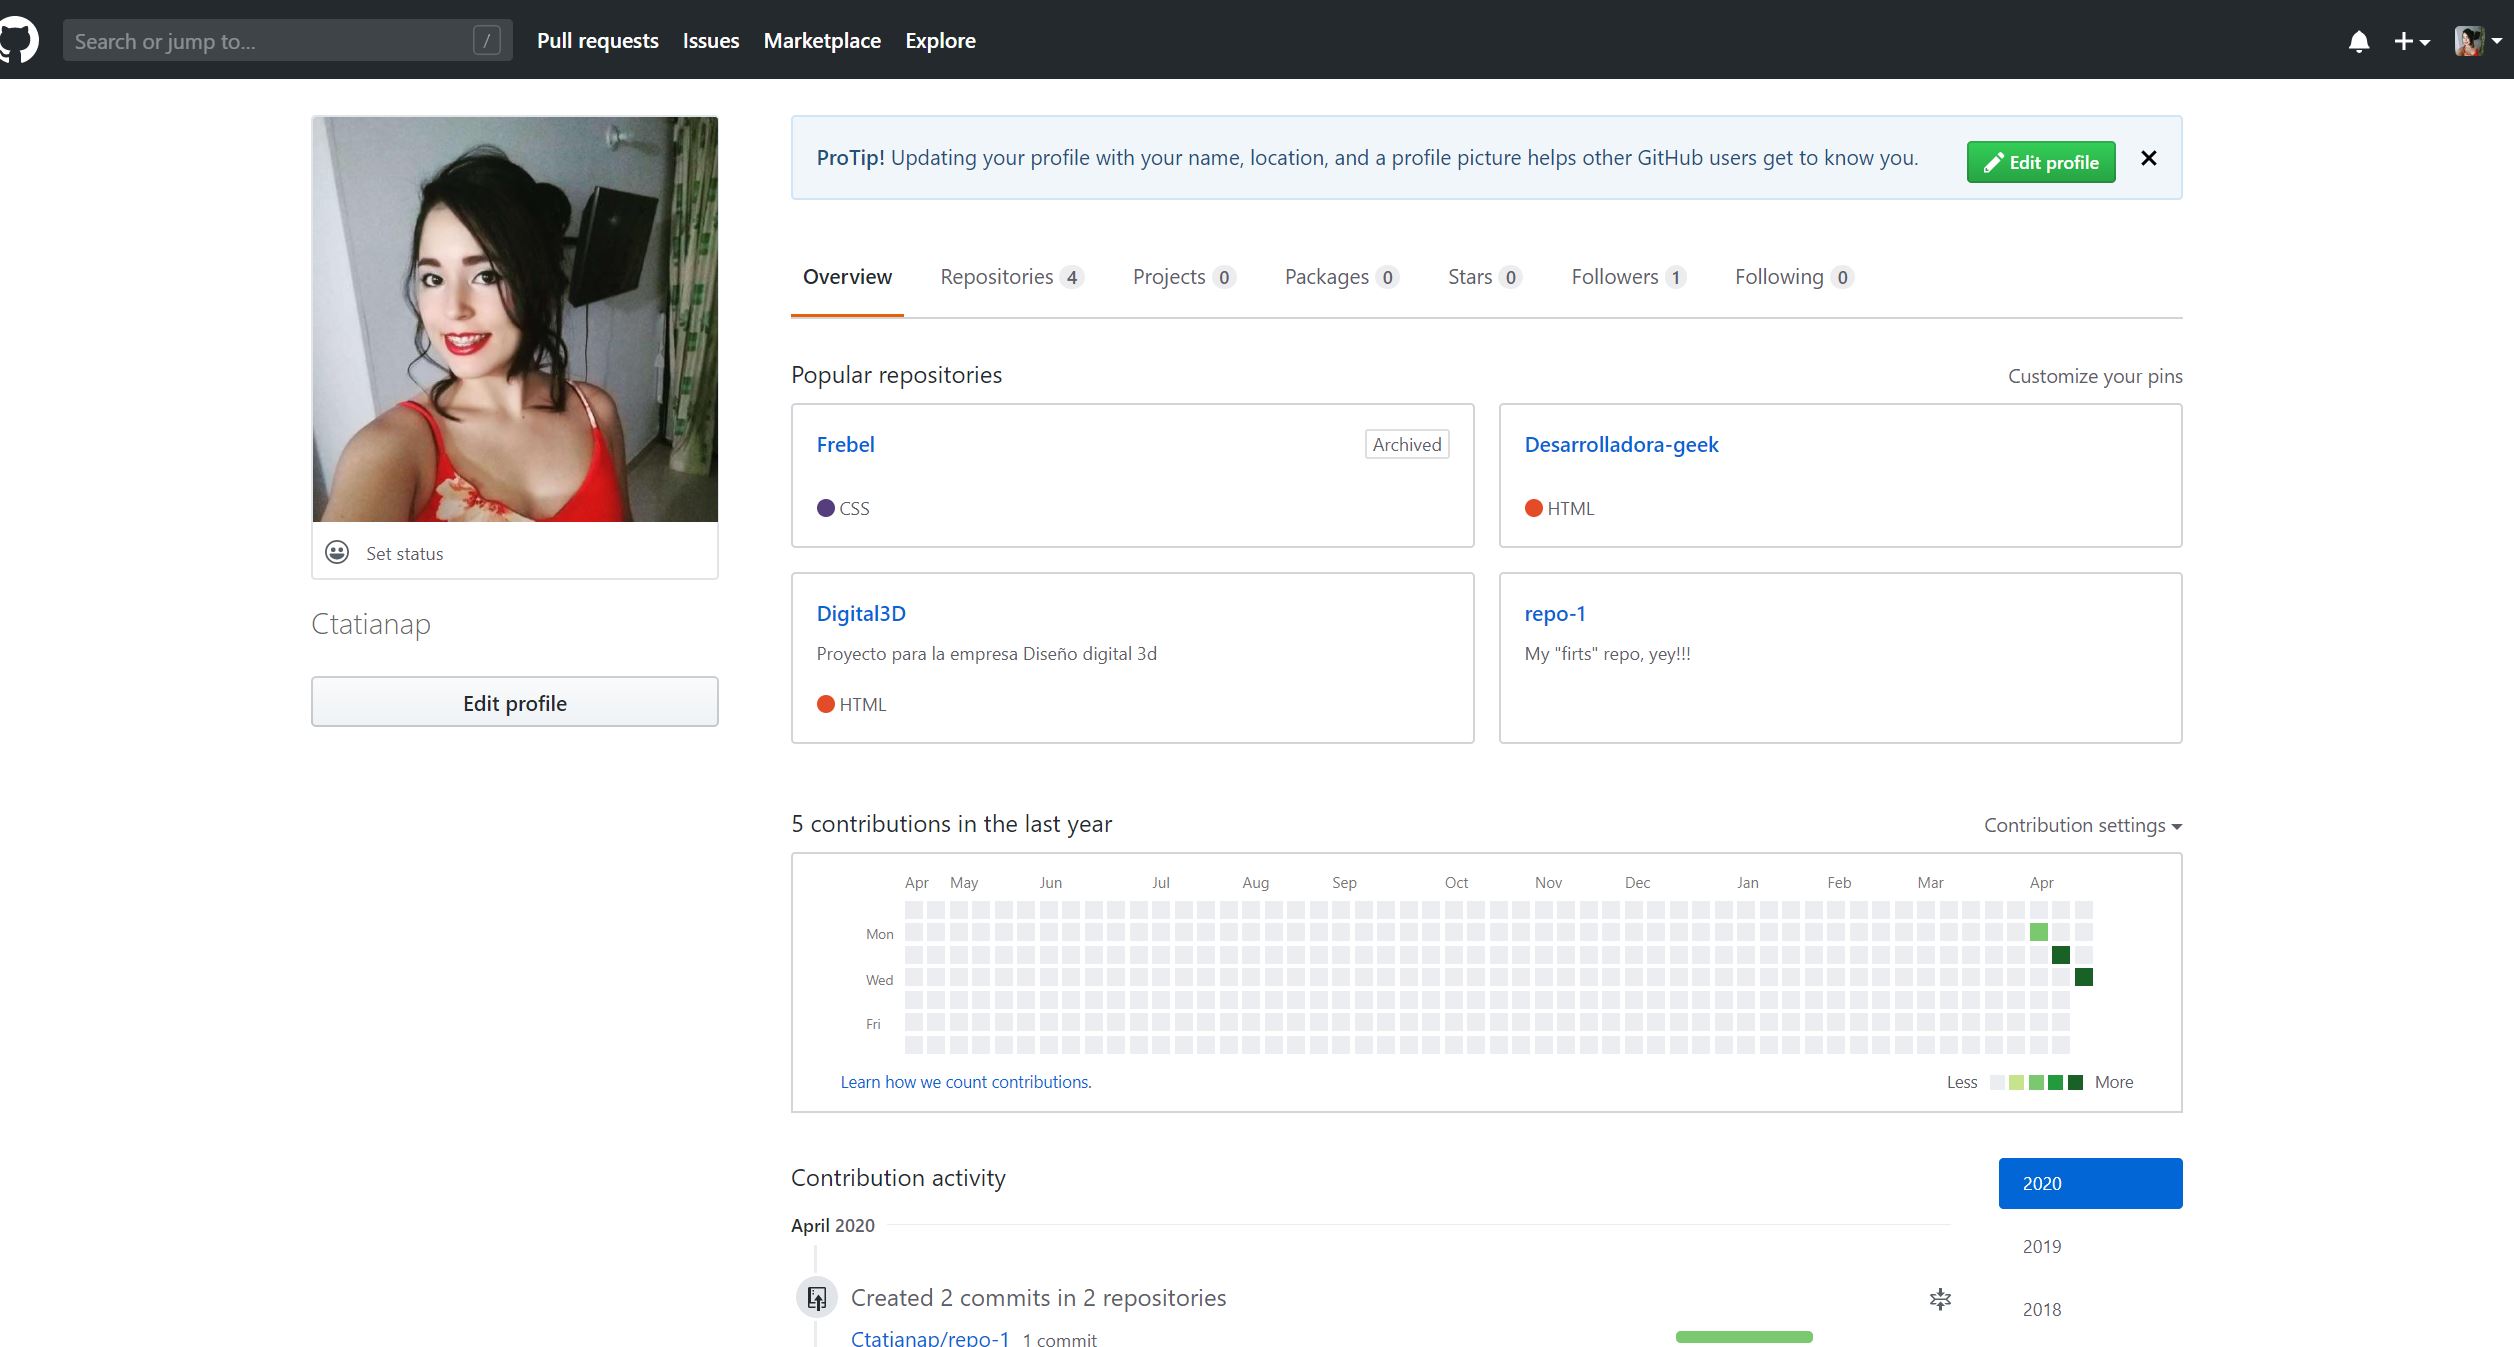 Search or jump to... /
Pull requests Issues Marketplace Explore
ProTip! Updating your profile with your name, location, and a profile picture helps other GitHub users get to know you.
Edit profile
Overview Repositories 4 Projects 0 Packages 0 Stars 0 Followers 1 Following 0
Set status
Ctatianap
Edit profile
Popular repositories
Customize your pins
Frebel
Archived
CSS
Desarrolladora-geek
HTML
Digital3D
Proyecto para la empresa Diseño digital 3d
HTML
repo-1
My "firts" repo, yey!!!
5 contributions in the last year
Contribution settings
Apr May Jun Jul Aug Sep Oct Nov Dec Jan Feb Mar Apr
Mon
Wed
Fri
Learn how we count contributions.
Less More
Contribution activity
2020
2019
2018
April 2020
Created 2 commits in 2 repositories
Ctatianap/repo-1 1 commit